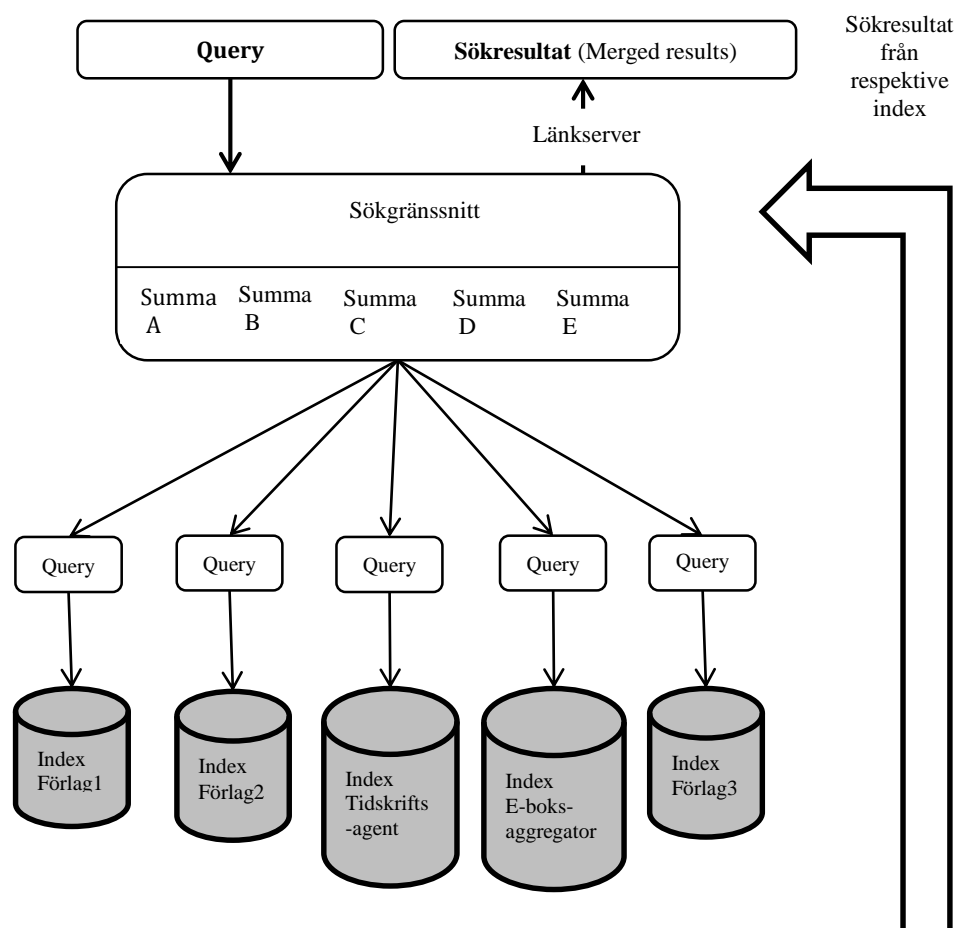 Query
Sökresultat (Merged results)
Sökresultat
från
respektive
index
Länkserver
Sökgränssnitt
Summa
A
Summa
B
Summa
C
Summa
D
Summa
E
Query
Query
Query
Query
Query
Index
Förlag1
Index
Förlag2
Index
Tidskrifts
-agent
Index
E-boks-
aggregator
Index
Förlag3